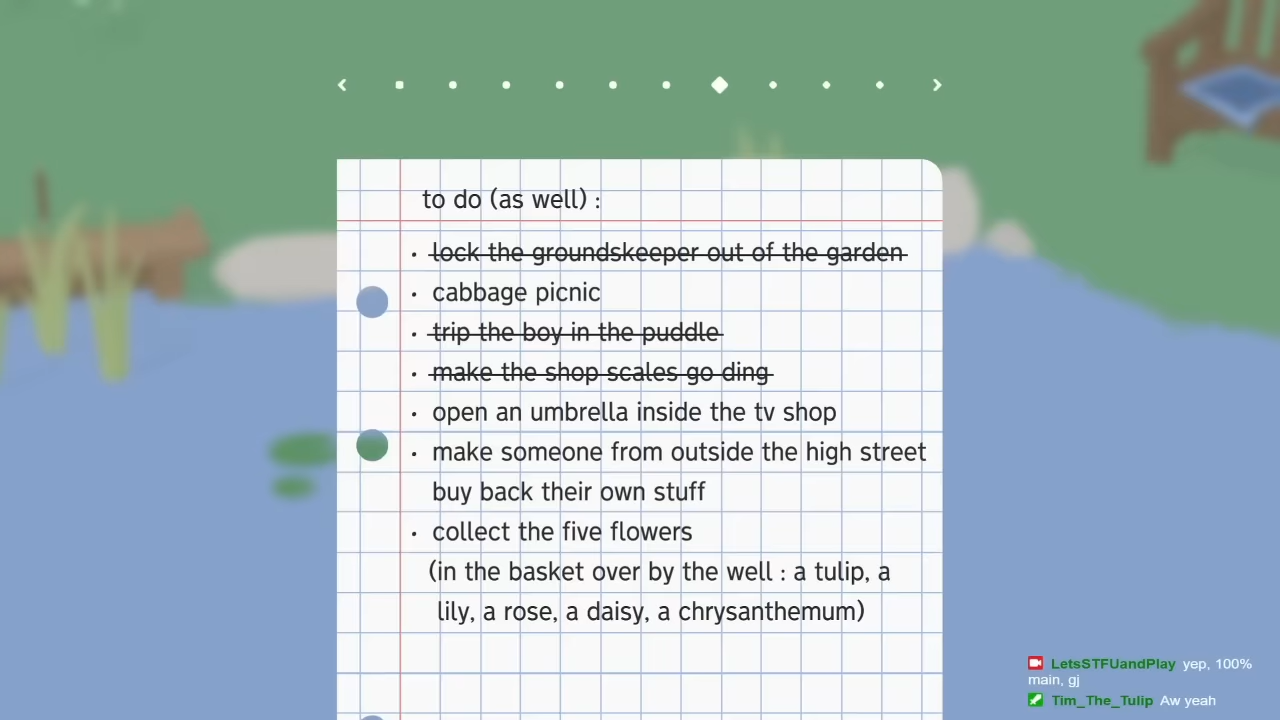 to do (as well) :
· lock the groundskeeper out of the garden
· cabbage picnic
· trip the boy in the puddle
· make the shop scales go ding
· open an umbrella inside the tv shop
· make someone from outside the high street
buy back their own stuff
· collect the five flowers
(in the basket over by the well : a tulip, a
lily, a rose, a daisy, a chrysanthemum)
LetsSTFUandPlay yep, 100%
main, gj
Tim_The_Tulip Aw yeah